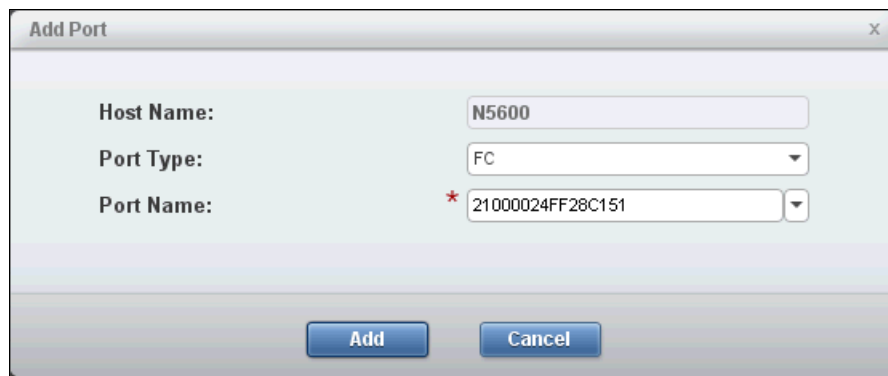 Add Port x
Host Name: N5600
Port Type: FC
Port Name: * 21000024FF28C151
Add Cancel